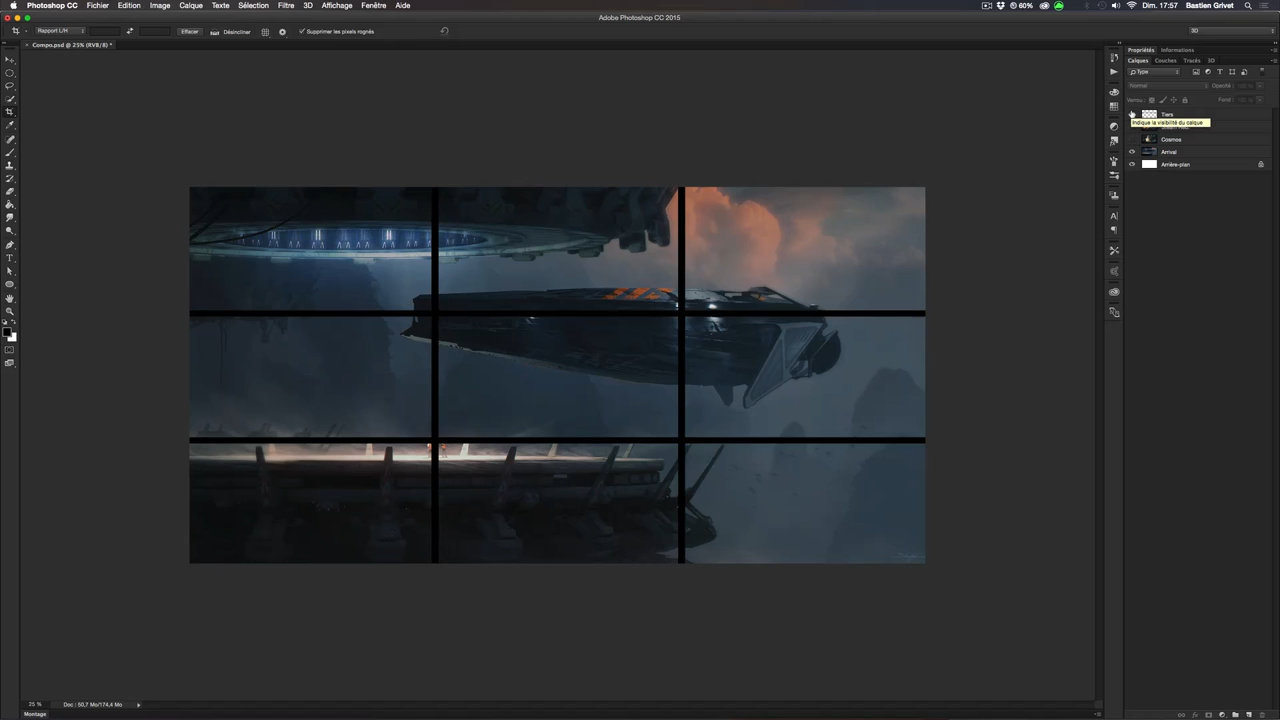 Photoshop CC Fichier Edition Image Calque Texte Sélection Filtre 3D Affichage Fenêtre Aide 60% Dim. 17:57 Bastien Grivet
Adobe Photoshop CC 2015
Rapport L/H Effacer Désincliner Supprimer les pixels rognés 3D
× Compo.psd @ 25% (RVB/8) *
Propriétés Informations
Calques Couches Tracés 3D
Type
Normal Opacité :
Verrou : Fond :
Tiers
Indique la visibilité du calque
Cosmos
Arrival
Arrière-plan
25 % Doc : 50,7 Mo/174,4 Mo
Montage